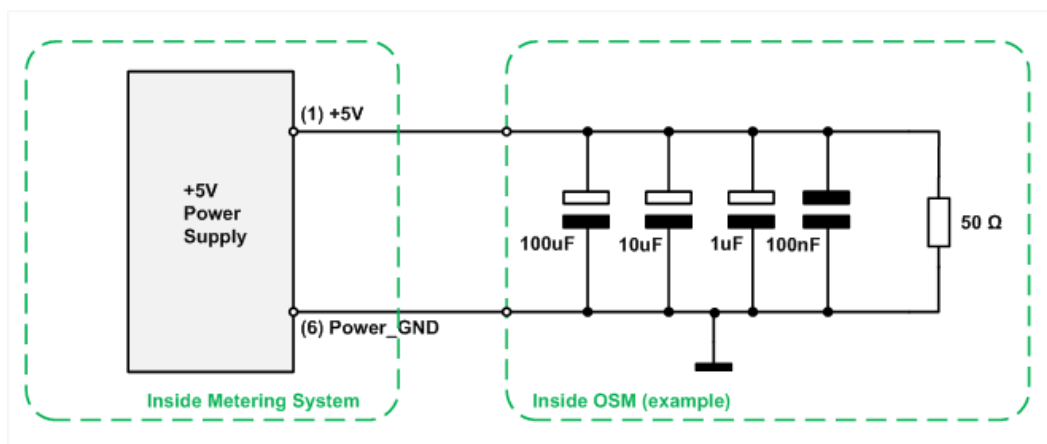 (1) +5V
+5V
Power
Supply
100uF
10uF
1uF
100nF
50 Ω
(6) Power_GND
Inside Metering System
Inside OSM (example)